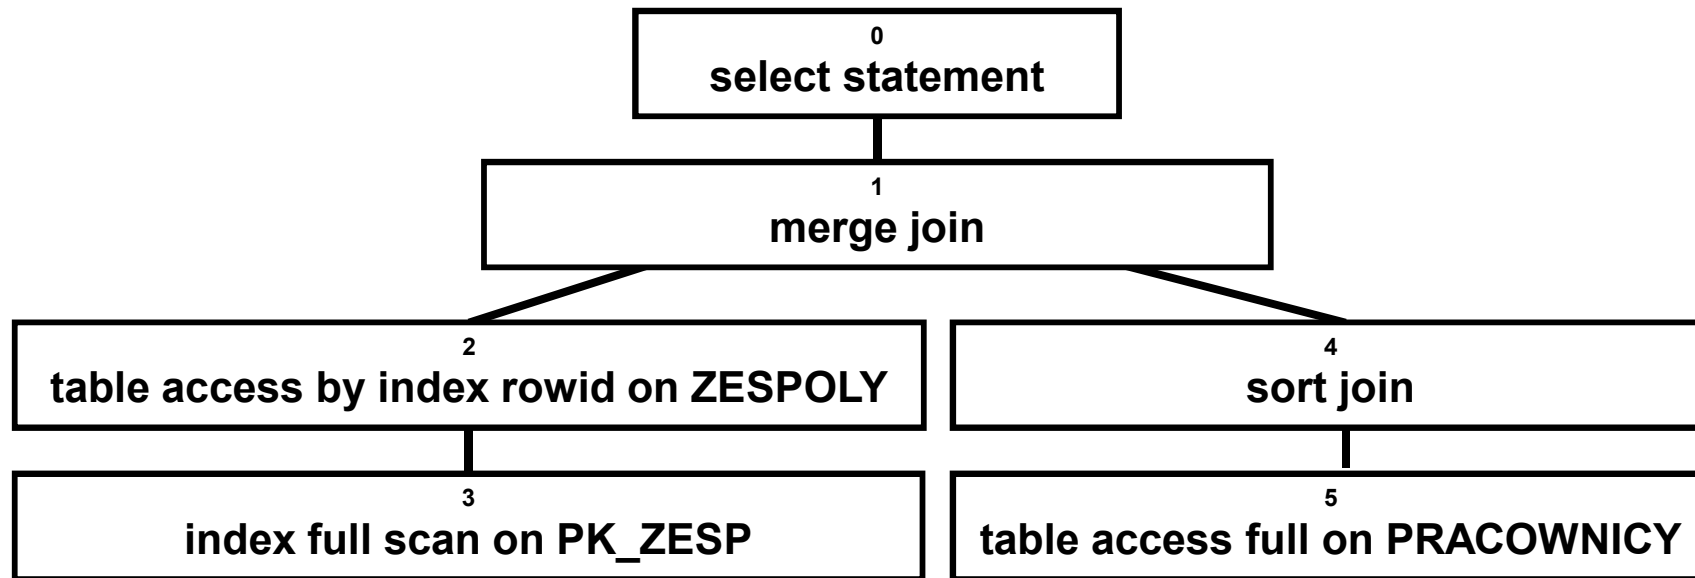 0
select statement
1
merge join
2
table access by index rowid on ZESPOLY
4
sort join
3
index full scan on PK_ZESP
5
table access full on PRACOWNICY